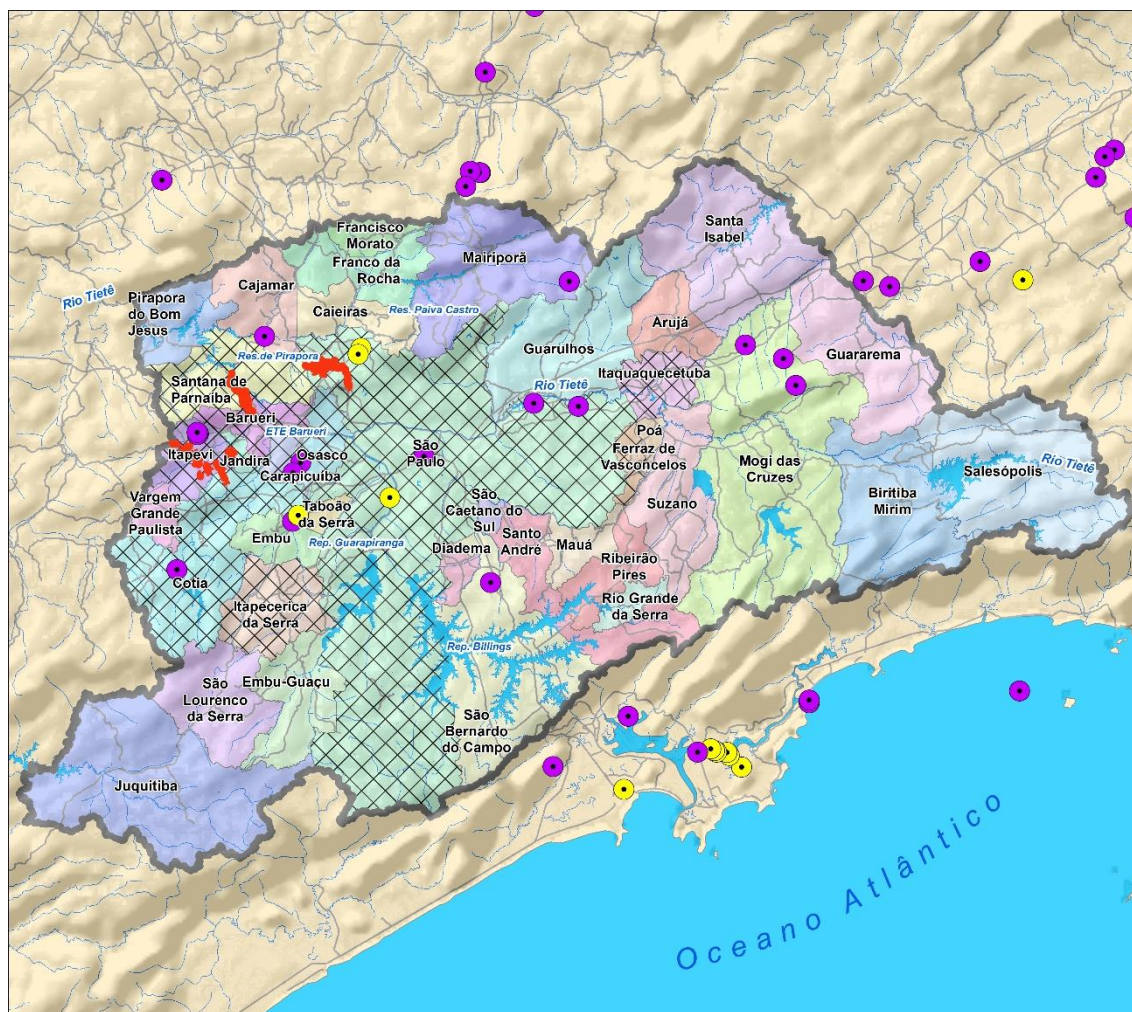 Santa
Isabel
Francisco
Morato
Franco da
Rocha
Mairiporã
Cajamar
Rio Tietê
Pirapora
do Bom
Jesus
Caieiras
Res. Paiva Castro
Arujá
Guarulhos
Guararema
Res.de Pirapora
Itaquaquecetuba
Santana de
Parnaíba
Rio Tietê
Barueri
ETE Barueri
Poá
Ferraz de
Vasconcelos
Itapevi
Jandira
Osasco
Carapicuíba
São
Paulo
Mogi das
Cruzes
Salesópolis
Rio Tietê
Biritiba
Mirim
Vargem
Grande
Paulista
Taboão
da Serra
São
Caetano do
Sul
Suzano
Embu
Rep. Guarapiranga
Diadema
Santo
André
Mauá
Ribeirão
Pires
Cotia
Itapecerica
da Serra
Rio Grande
da Serra
Rep. Billings
São
Lourenco
da Serra
Embu-Guaçu
São
Bernardo
do Campo
Juquitiba
Oceano Atlântico